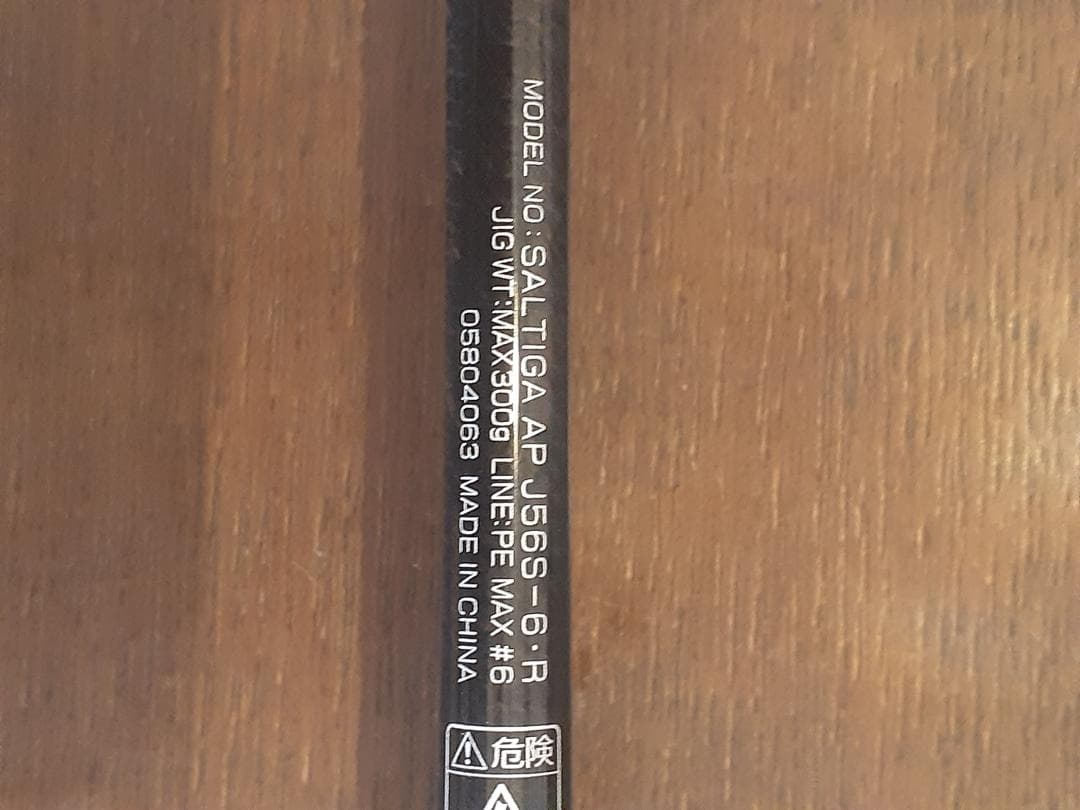 MODEL NO:SALTIGA AP J56S-6・R
JIG WT:MAX300g LINE:PE MAX #6
05804063 MADE IN CHINA
危険